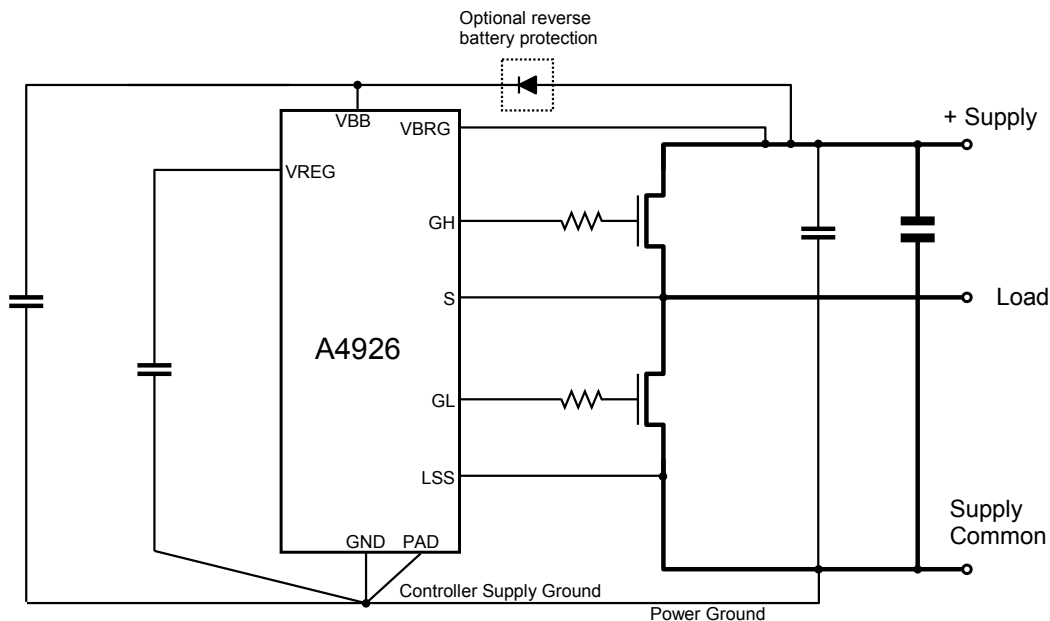 Optional reverse
battery protection
VBB
VBRG
+ Supply
VREG
GH
S
Load
A4926
GL
LSS
Supply
Common
GND
PAD
Controller Supply Ground
Power Ground